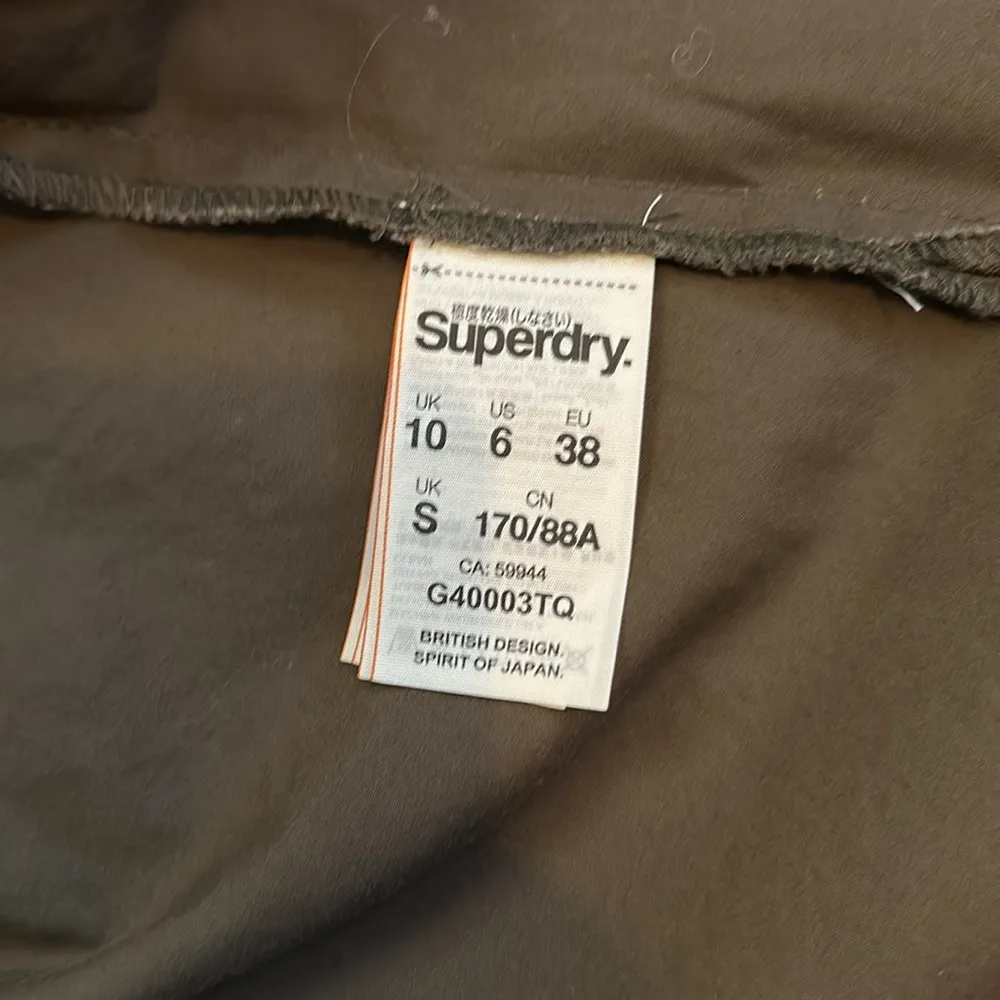 極度乾燥(しなさい)
Superdry.
UK US EU
10 6 38
UK CN
S 170/88A
CA: 59944
G40003TQ
BRITISH DESIGN.
SPIRIT OF JAPAN.